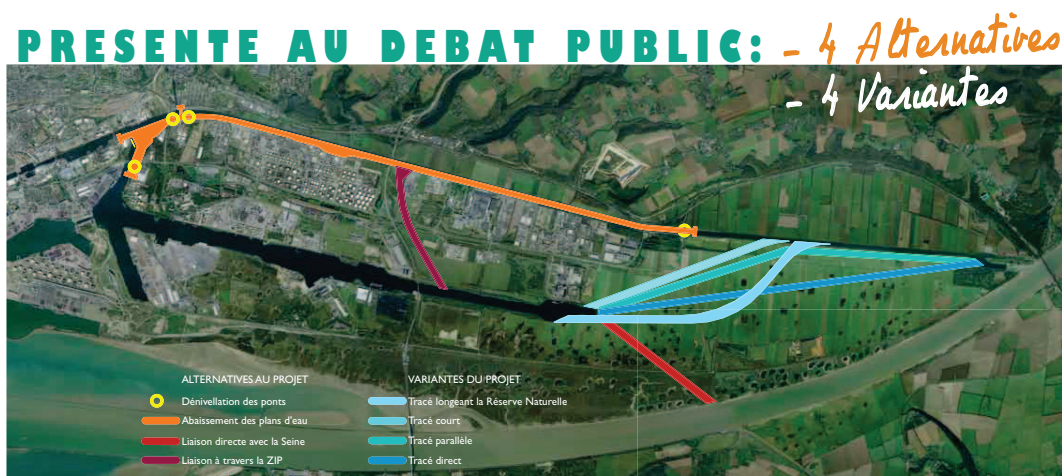 PRESENTE AU DEBAT PUBLIC: - 4 Alternatives
- 4 Variantes
ALTERNATIVES AU PROJET
Dénivellation des ponts
Abaissement des plans d'eau
Liaison directe avec la Seine
Liaison à travers la ZIP
VARIANTES DU PROJET
Tracé longeant la Réserve Naturelle
Tracé court
Tracé parallèle
Tracé direct